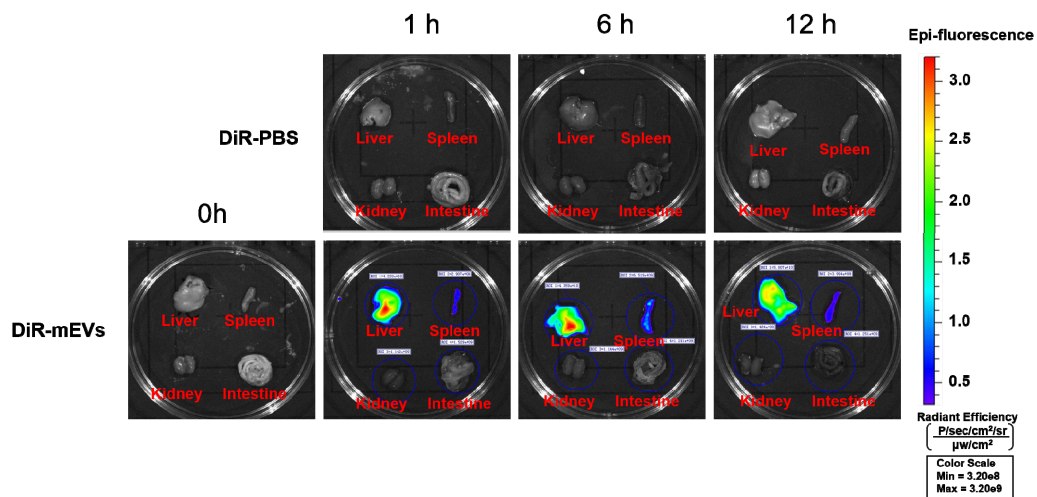 1 h
6 h
12 h
Epi-fluorescence
DiR-PBS
Liver
Spleen
Kidney
Intestine
Liver
Spleen
Kidney
Intestine
Liver
Spleen
Kidney
Intestine
3.0
2.5
2.0
1.5
1.0
0.5
0h
DiR-mEVs
Liver
Spleen
Kidney
Intestine
Liver
Spleen
Kidney
Intestine
Liver
Spleen
Kidney
Intestine
Liver
Spleen
Kidney
Intestine
Radiant Efficiency
P/sec/cm²/sr
µw/cm²
Color Scale
Min = 3.20e8
Max = 3.20e9